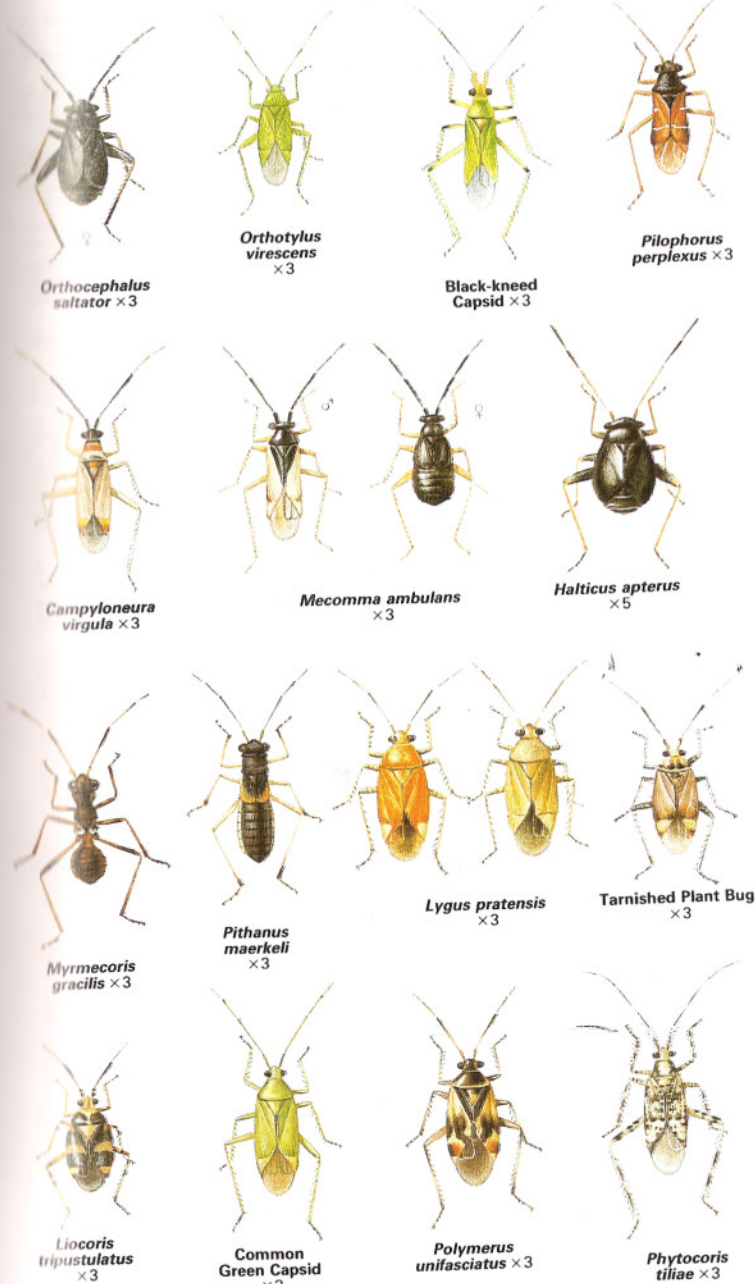 ♀
Orthocephalus
saltator ×3
Orthotylus
virescens
×3
Black-kneed
Capsid ×3
Pilophorus
perplexus ×3
Campyloneura
virgula ×3
♂
♀
Mecomma ambulans
×3
Halticus apterus
×5
Myrmecoris
gracilis ×3
Pithanus
maerkeli
×3
Lygus pratensis
×3
Tarnished Plant Bug
×3
Liocoris
tripustulatus
×3
Common
Green Capsid
Polymerus
unifasciatus ×3
Phytocoris
tiliae ×3